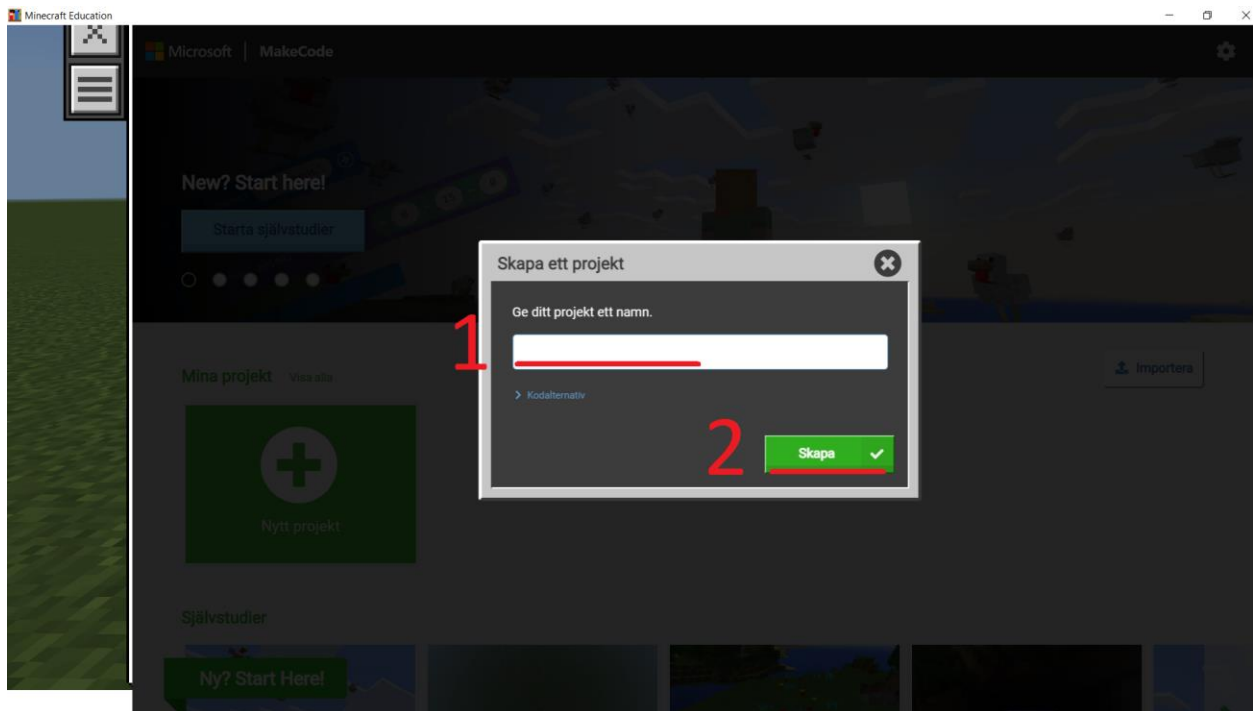 Minecraft Education
Microsoft | MakeCode
New? Start here!
Starta självstudier
Skapa ett projekt
Ge ditt projekt ett namn.
1
Kodalternativ
2
Skapa
Mina projekt Visa alla
Importera
Nytt projekt
Självstudier
Ny? Start Here!